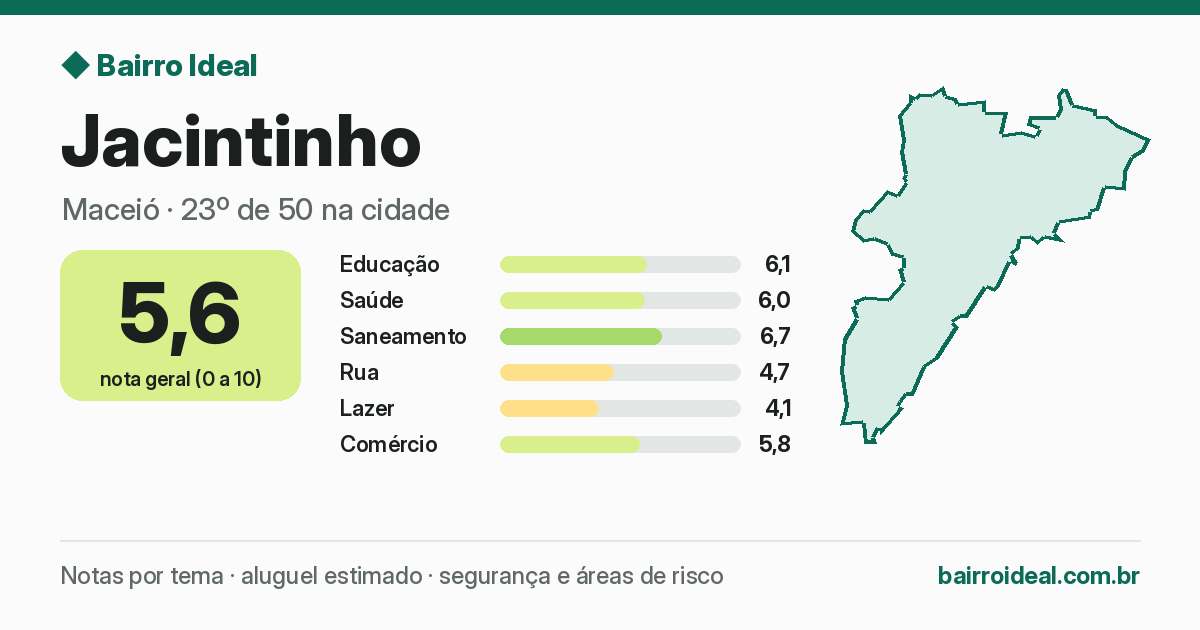 Bairro Ideal
Jacintinho
Maceió · 23º de 50 na cidade
5,6
nota geral (0 a 10)
Educação 6,1
Saúde 6,0
Saneamento 6,7
Rua 4,7
Lazer 4,1
Comércio 5,8
Notas por tema · aluguel estimado · segurança e áreas de risco
bairroideal.com.br